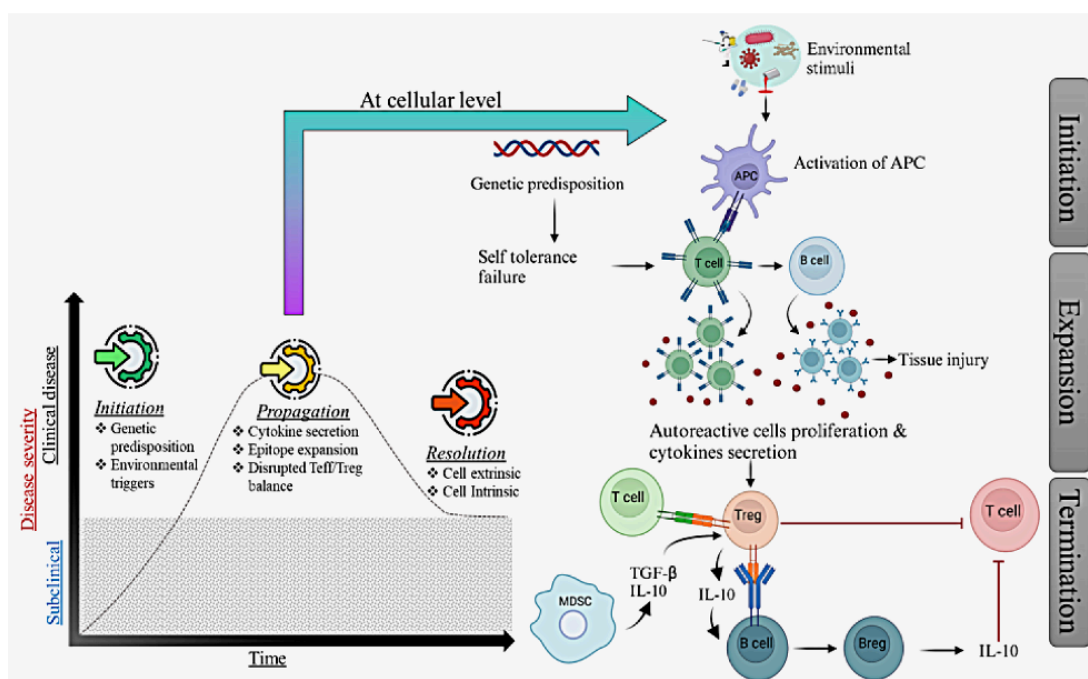 At cellular level
Environmental
stimuli
Genetic predisposition
APC
Activation of APC
Self tolerance
failure
T cell
B cell
Tissue injury
Autoreactive cells proliferation &
cytokines secretion
T cell
Treg
T cell
TGF-β
IL-10
IL-10
MDSC
B cell
Breg
IL-10
Initiation
Expansion
Termination
Disease severity
Clinical disease
Subclinical
Initiation
❖ Genetic
predisposition
❖ Environmental
triggers
Propagation
❖ Cytokine secretion
❖ Epitope expansion
❖ Disrupted Teff/Treg
balance
Resolution
❖ Cell extrinsic
❖ Cell Intrinsic
Time